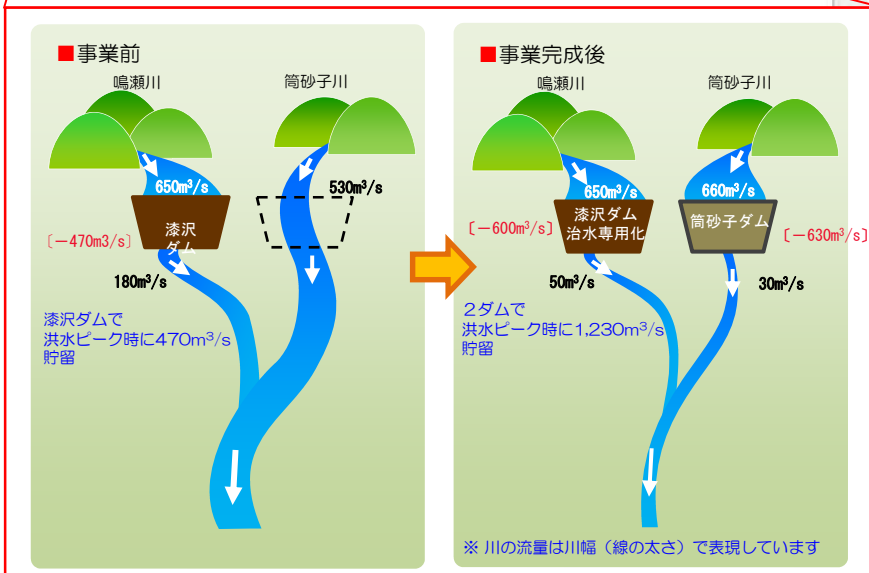 ■事業前
鳴瀬川
筒砂子川
650m³/s
530m³/s
漆沢
ダム
〔－470m3/s〕
180m³/s
漆沢ダムで
洪水ピーク時に470m³/s
貯留
■事業完成後
鳴瀬川
筒砂子川
650m³/s
660m³/s
漆沢ダム
治水専用化
筒砂子ダム
〔－600m³/s〕
〔－630m³/s〕
50m³/s
30m³/s
２ダムで
洪水ピーク時に1,230m³/s
貯留
※ 川の流量は川幅（線の太さ）で表現しています